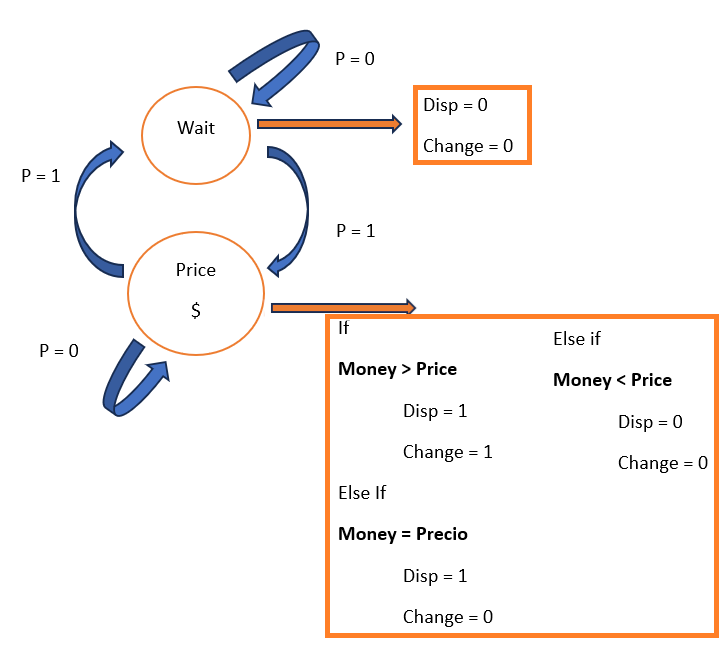 P = 0
Disp = 0
Wait
Change = 0
P = 1
P = 1
Price
$
P = 0
If
Money > Price
Disp = 1
Change = 1
Else If
Money = Precio
Disp = 1
Change = 0
Else if
Money < Price
Disp = 0
Change = 0